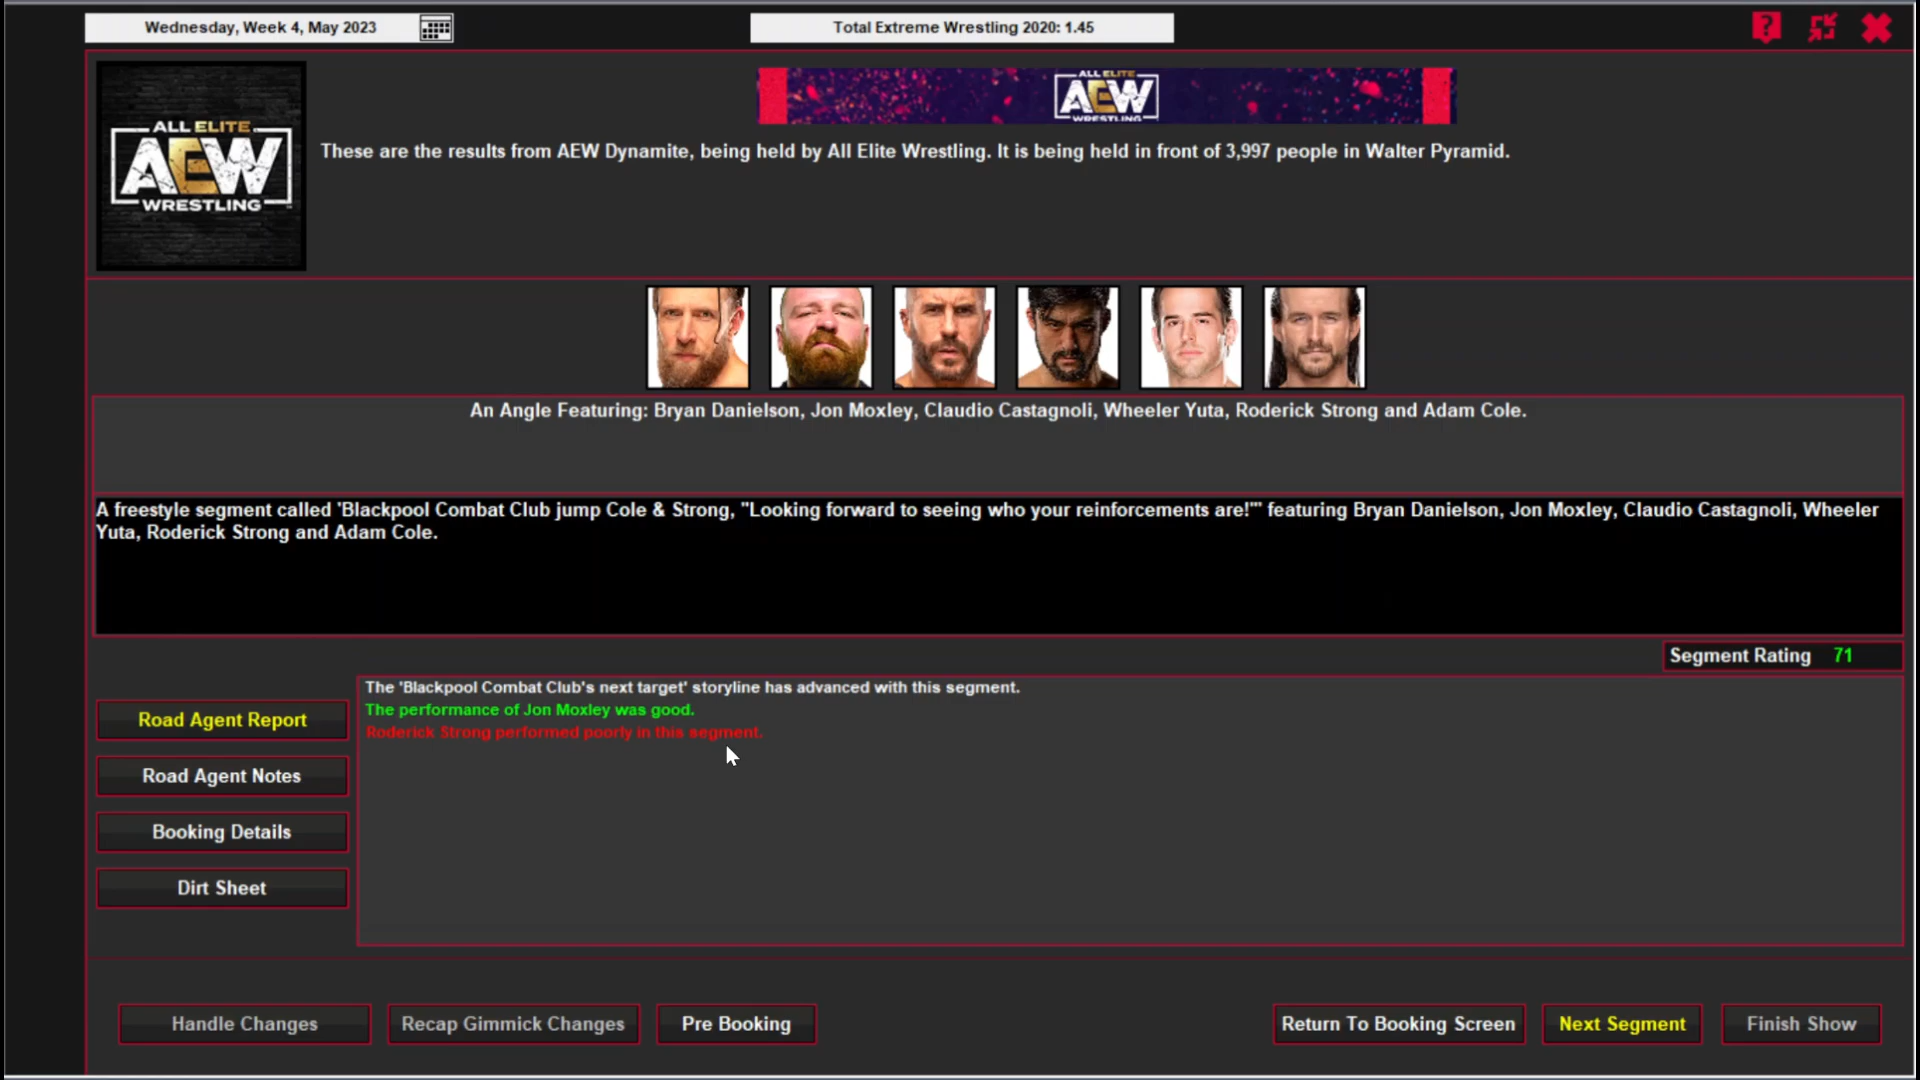 Wednesday, Week 4, May 2023
Total Extreme Wrestling 2020: 1.45
ALL ELITE
AEW
WRESTLING
ALL ELITE
AEW
WRESTLING
These are the results from AEW Dynamite, being held by All Elite Wrestling. It is being held in front of 3,997 people in Walter Pyramid.
An Angle Featuring: Bryan Danielson, Jon Moxley, Claudio Castagnoli, Wheeler Yuta, Roderick Strong and Adam Cole.
A freestyle segment called 'Blackpool Combat Club jump Cole & Strong, "Looking forward to seeing who your reinforcements are!"' featuring Bryan Danielson, Jon Moxley, Claudio Castagnoli, Wheeler
Yuta, Roderick Strong and Adam Cole.
Segment Rating 71
The 'Blackpool Combat Club's next target' storyline has advanced with this segment.
The performance of Jon Moxley was good.
Roderick Strong performed poorly in this segment.
Road Agent Report
Road Agent Notes
Booking Details
Dirt Sheet
Handle Changes
Recap Gimmick Changes
Pre Booking
Return To Booking Screen
Next Segment
Finish Show